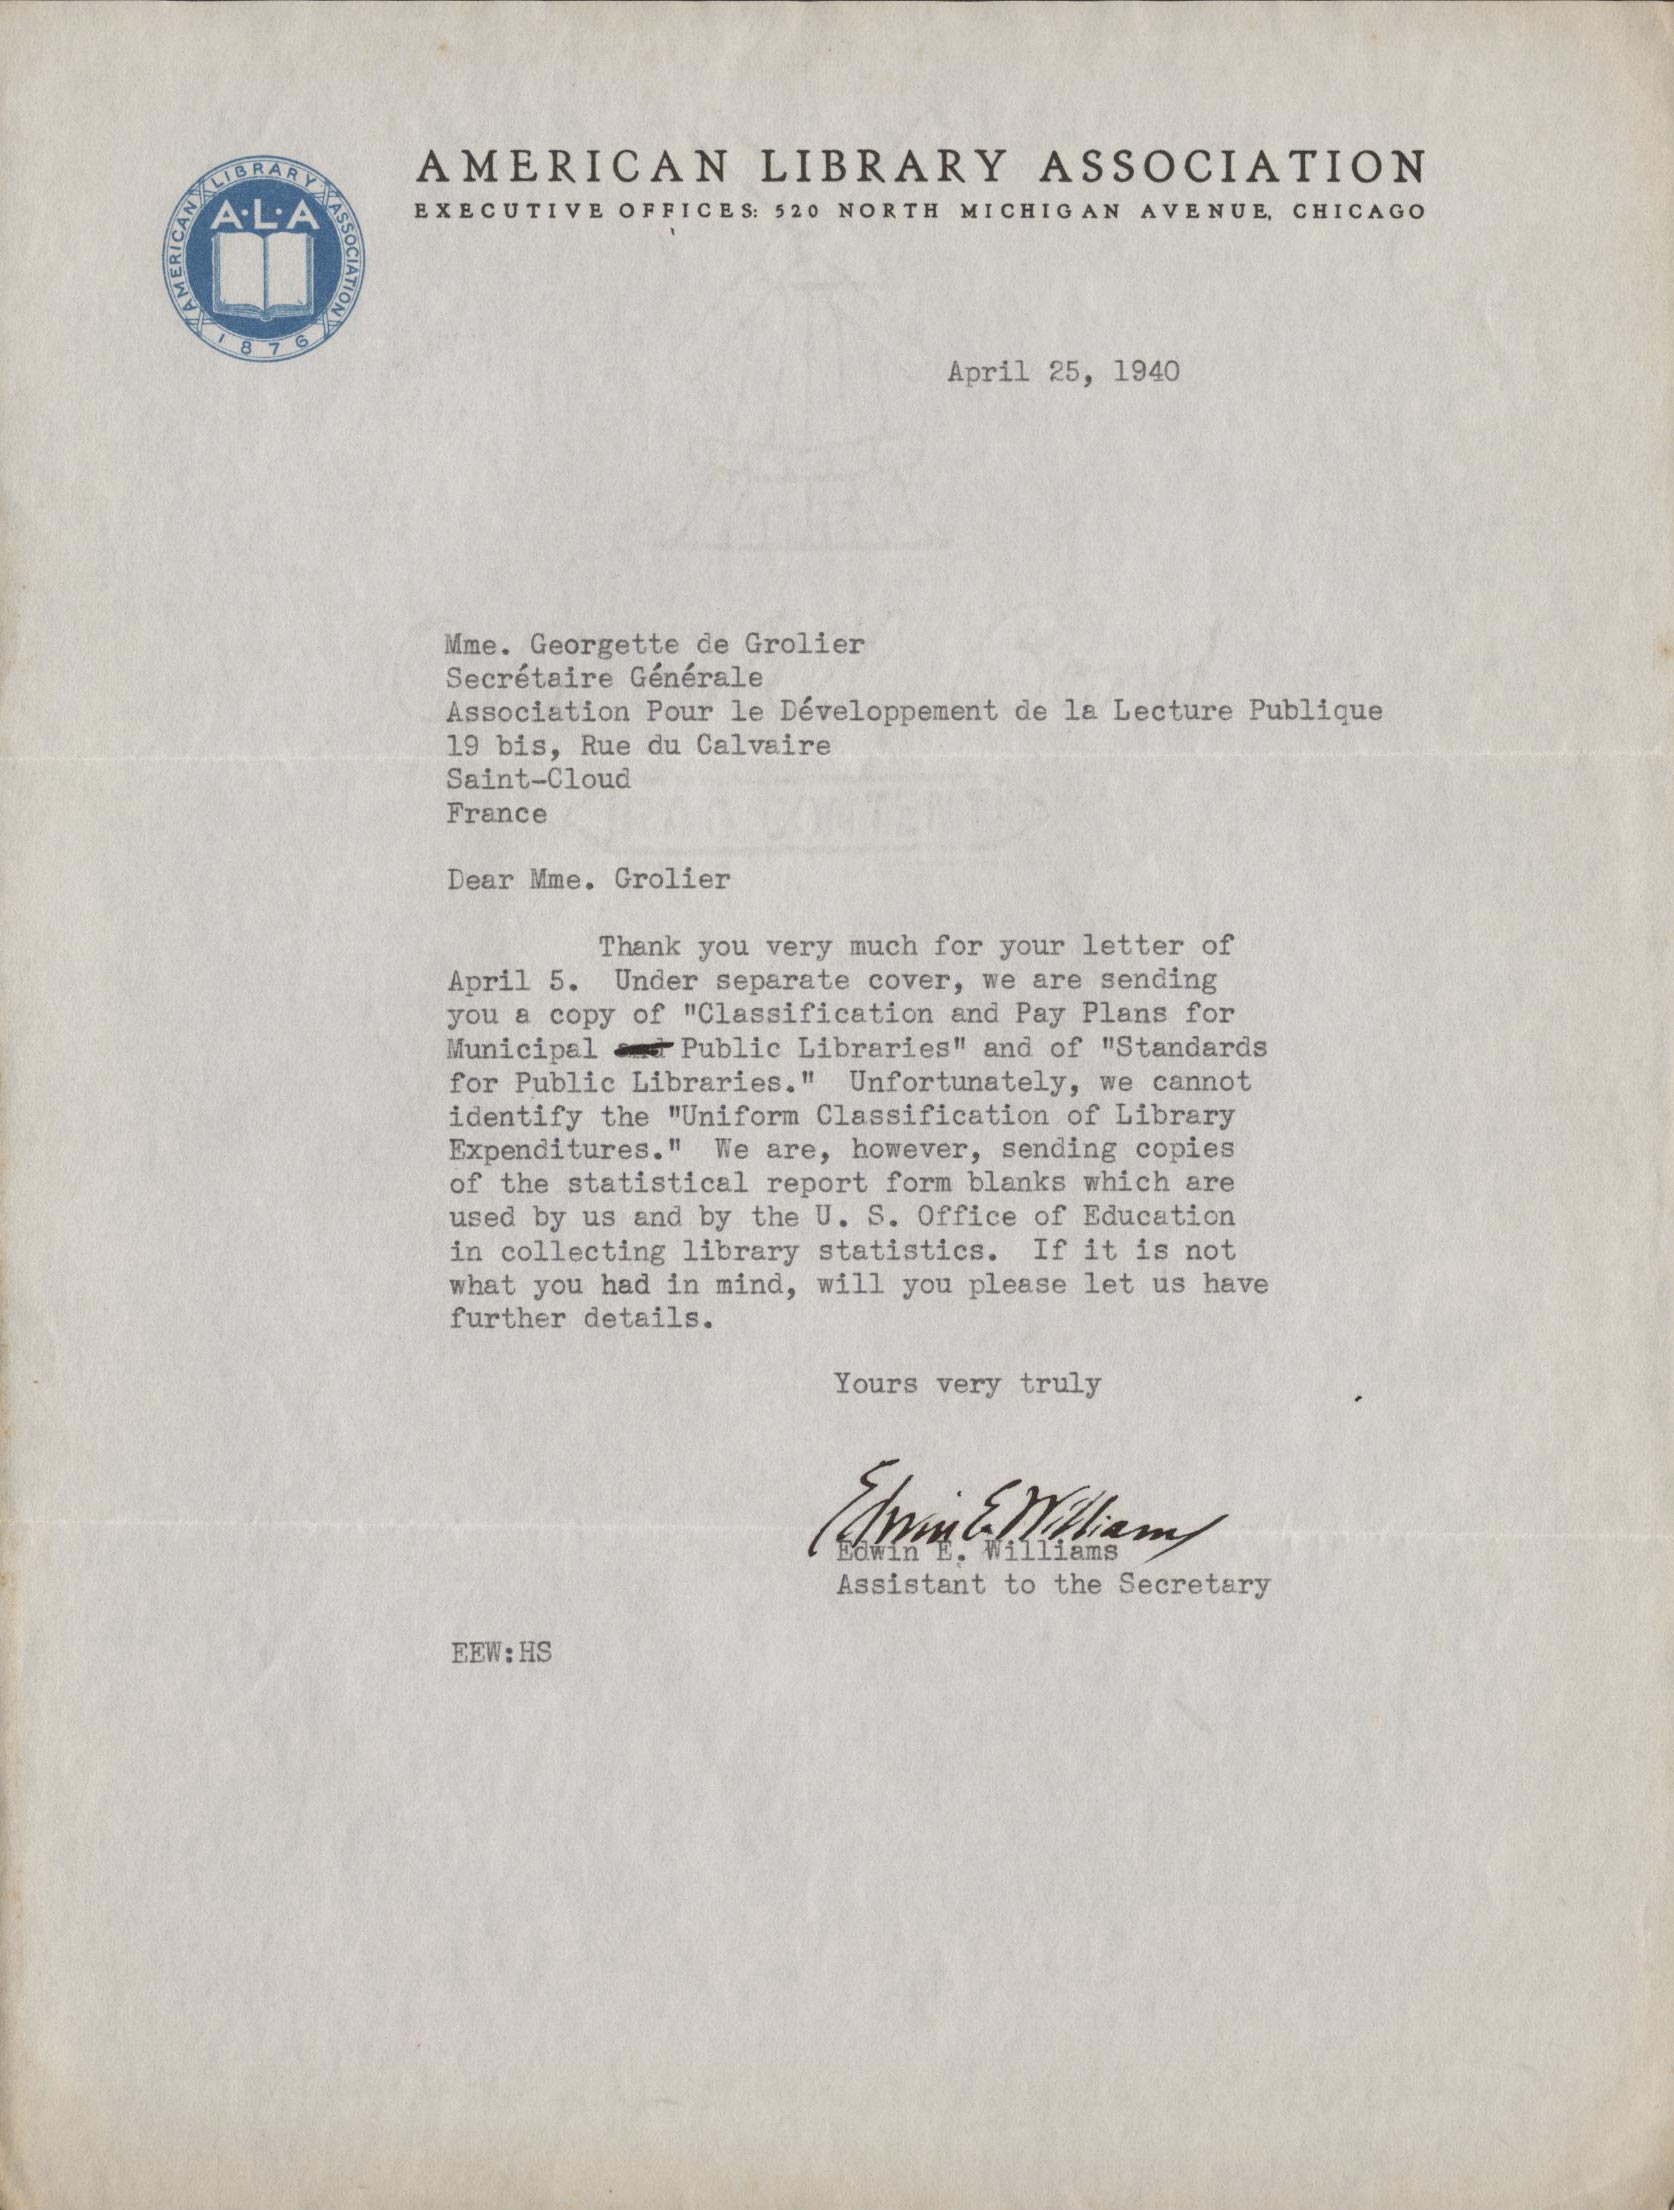 AMERICAN LIBRARY ASSOCIATION
EXECUTIVE OFFICES: 520 NORTH MICHIGAN AVENUE, CHICAGO
AMERICAN LIBRARY ASSOCIATION
A·L·A
1876
April 25, 1940
Mme. Georgette de Grolier
Secrétaire Générale
Association Pour le Développement de la Lecture Publique
19 bis, Rue du Calvaire
Saint-Cloud
France
Dear Mme. Grolier
Thank you very much for your letter of
April 5. Under separate cover, we are sending
you a copy of "Classification and Pay Plans for
Municipal Public Libraries" and of "Standards
for Public Libraries." Unfortunately, we cannot
identify the "Uniform Classification of Library
Expenditures." We are, however, sending copies
of the statistical report form blanks which are
used by us and by the U. S. Office of Education
in collecting library statistics. If it is not
what you had in mind, will you please let us have
further details.
Yours very truly
Edwin E. Williams
Edwin E. Williams
Assistant to the Secretary
EEW:HS